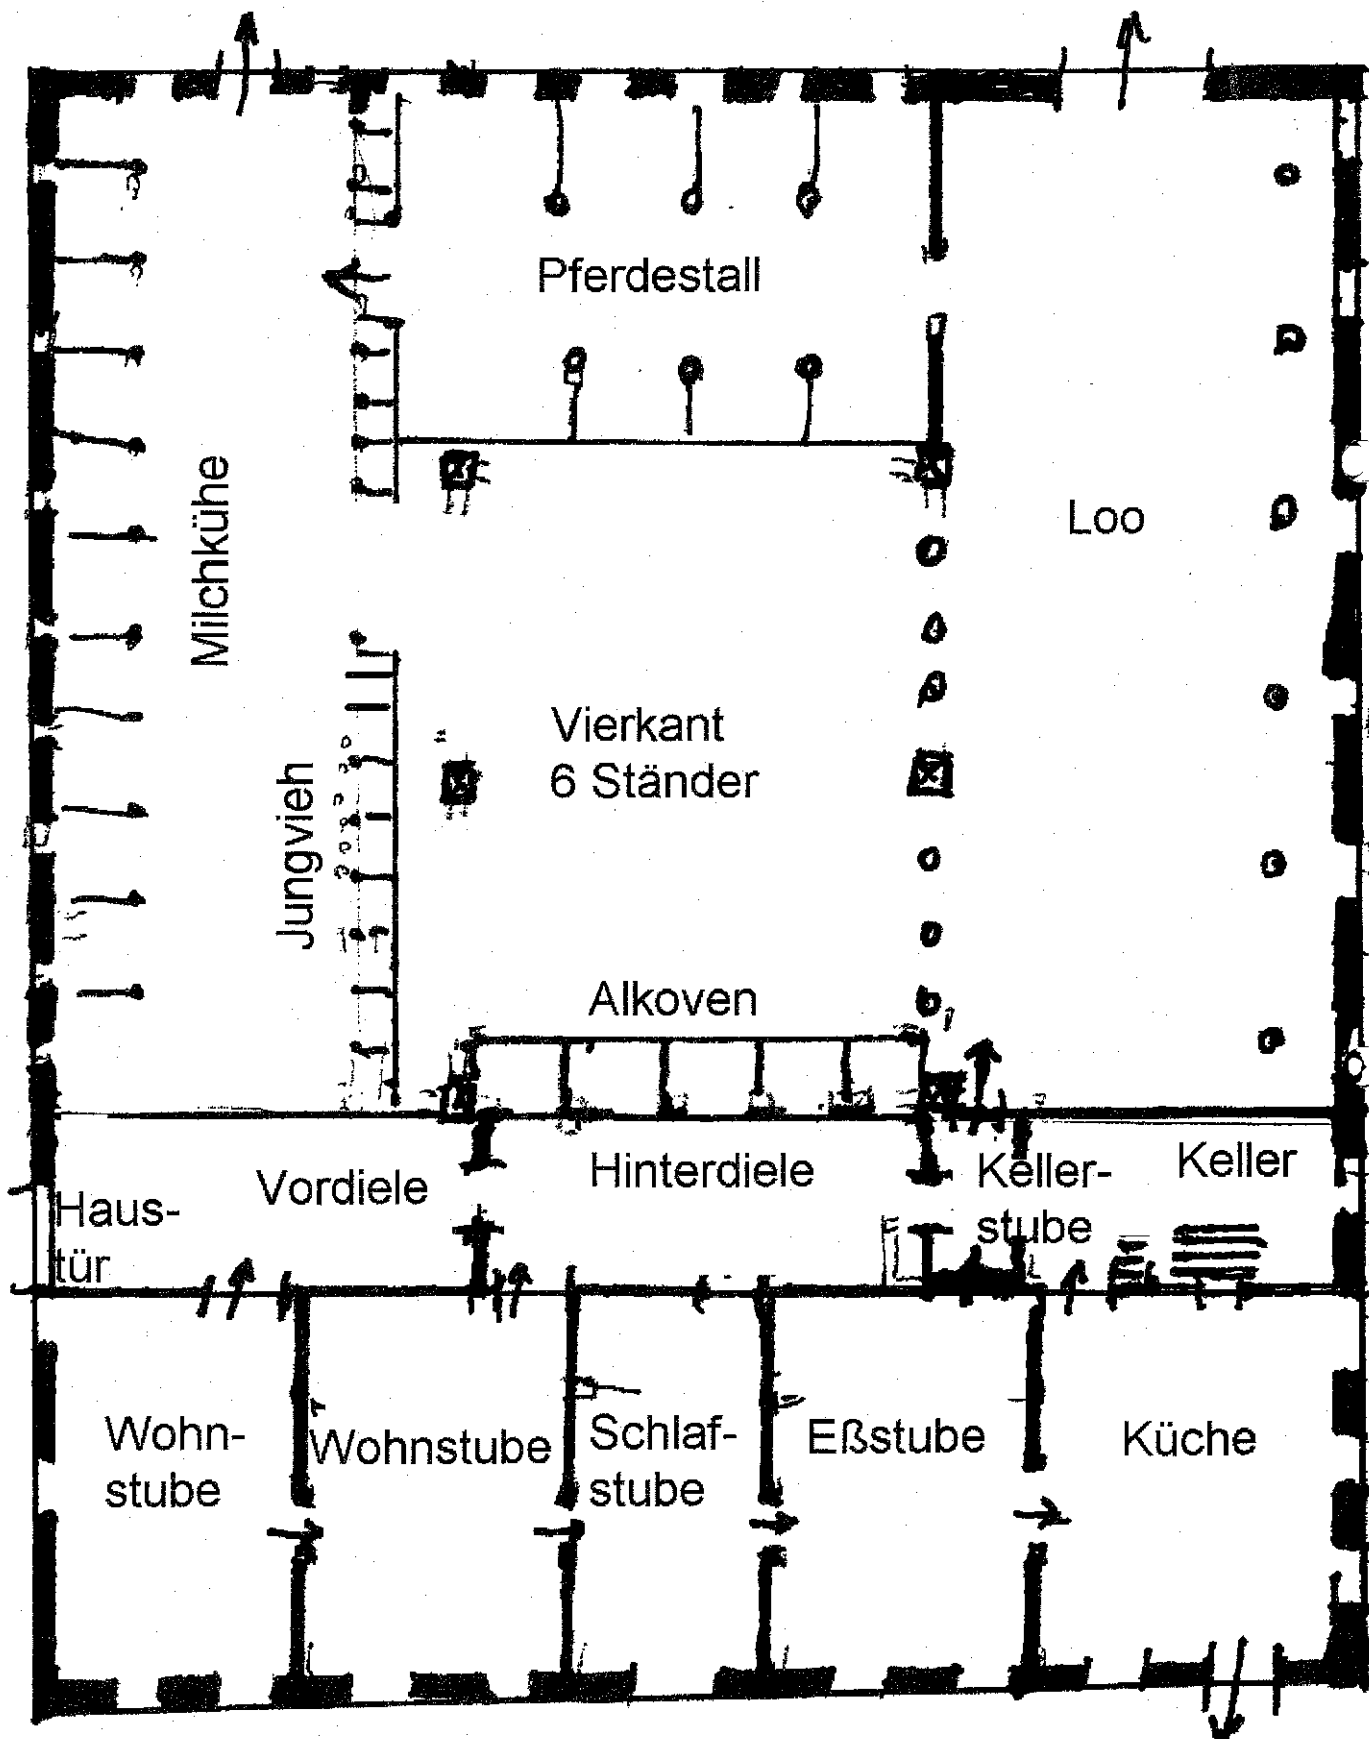 Pferdestall
Milchkühe
Loo
Vierkant
6 Ständer
Jungvieh
Alkoven
Haus-
tür
Vordiele
Hinterdiele
Keller-
stube
Keller
Wohn-
stube
Wohnstube
Schlaf-
stube
Eßstube
Küche